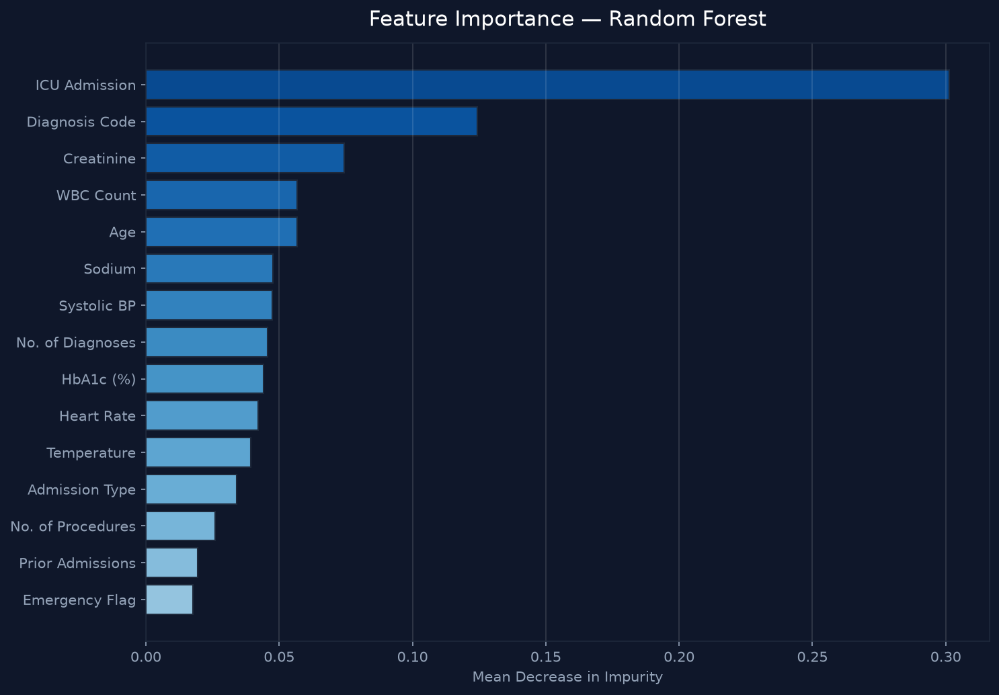 Feature Importance — Random Forest
ICU Admission
Diagnosis Code
Creatinine
WBC Count
Age
Sodium
Systolic BP
No. of Diagnoses
HbA1c (%)
Heart Rate
Temperature
Admission Type
No. of Procedures
Prior Admissions
Emergency Flag
0.00 0.05 0.10 0.15 0.20 0.25 0.30
Mean Decrease in Impurity